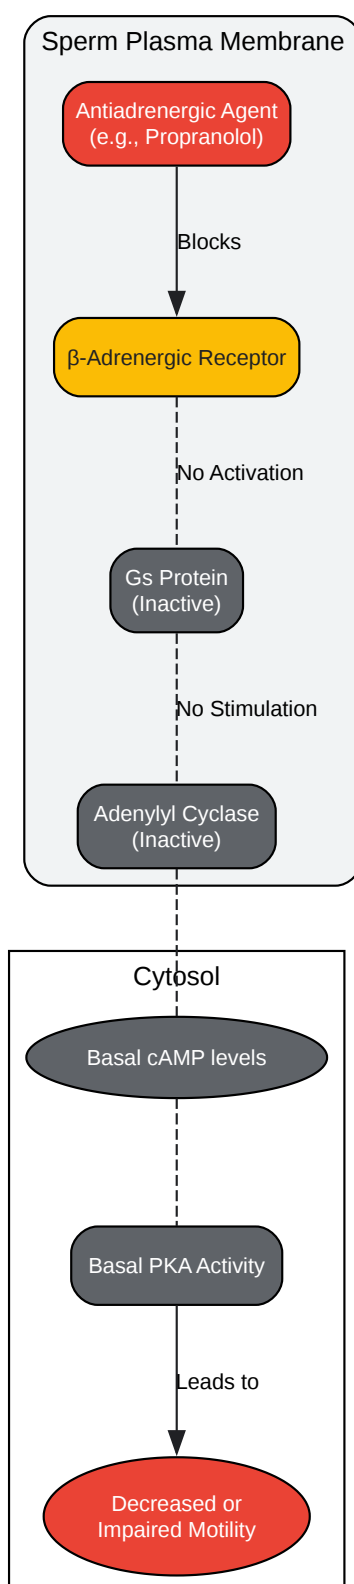 Sperm Plasma Membrane
Antiadrenergic Agent
(e.g., Propranolol)
Blocks
β-Adrenergic Receptor
No Activation
Gs Protein
(Inactive)
No Stimulation
Adenylyl Cyclase
(Inactive)
Cytosol
Basal cAMP levels
Basal PKA Activity
Leads to
Decreased or
Impaired Motility